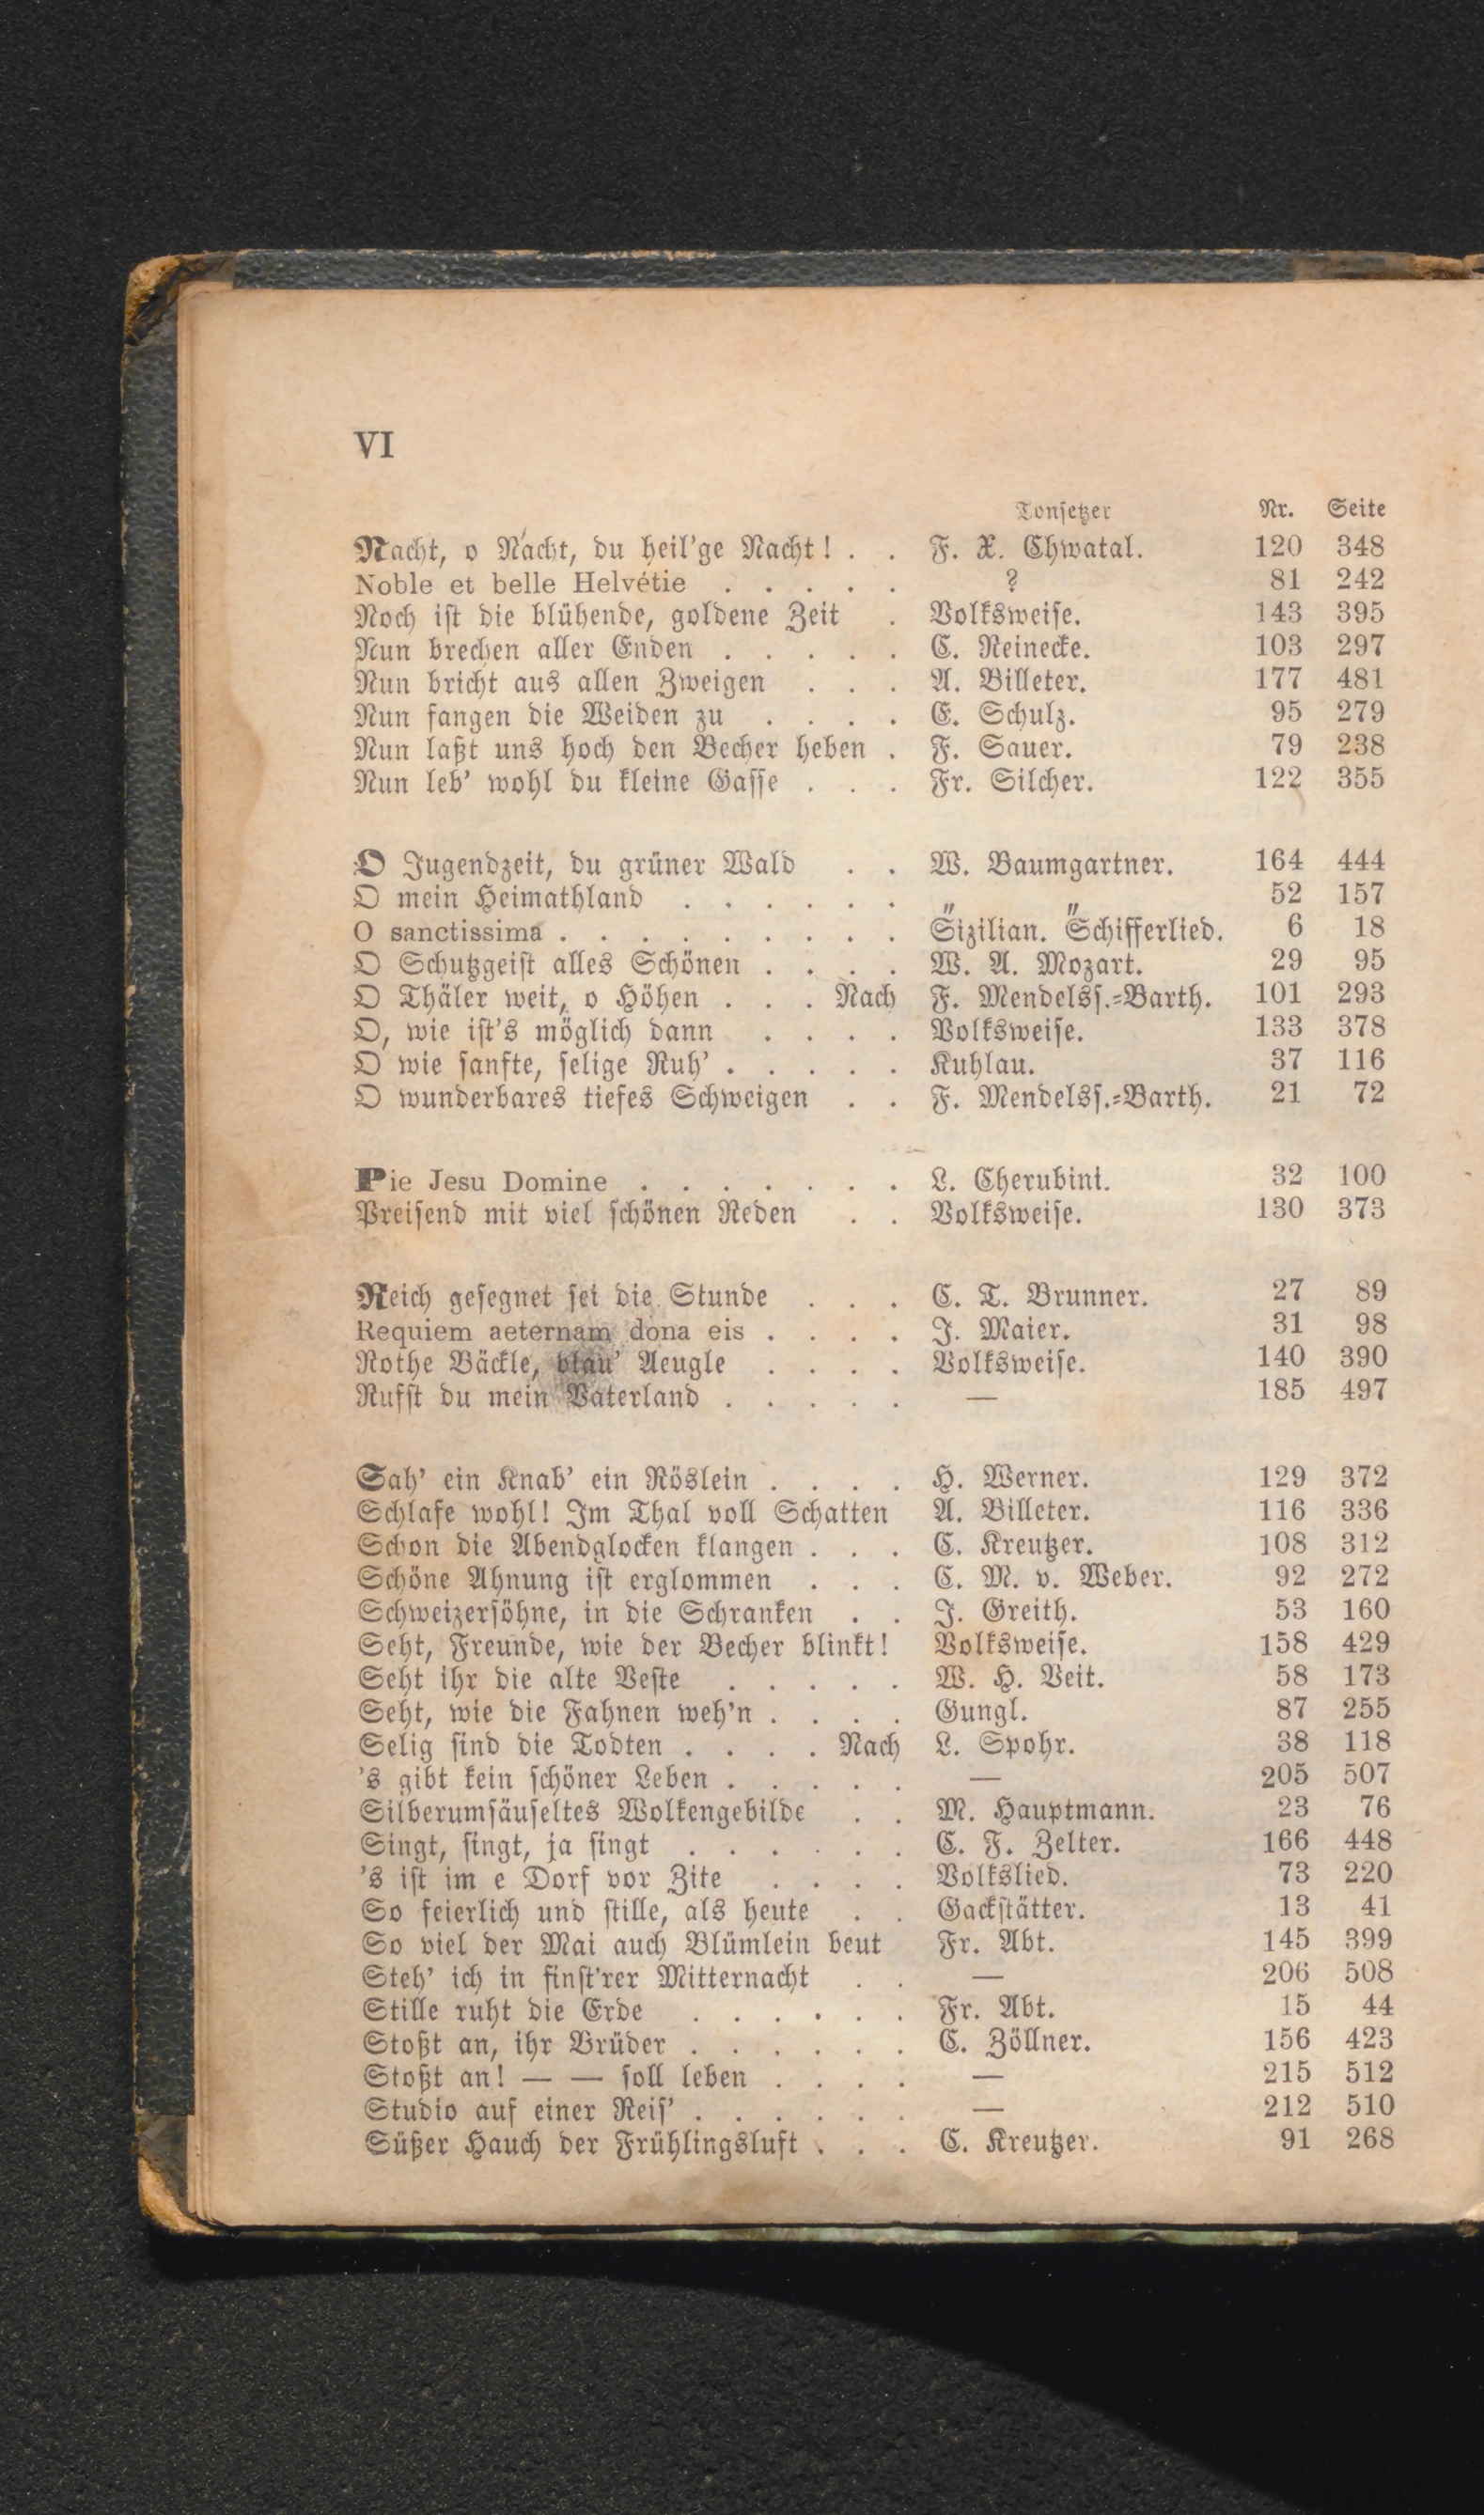 VI
Tonsetzer Nr. Seite
Nacht, o Nacht, du heil'ge Nacht! . . F. X. Chwatal. 120 348
Noble et belle Helvétie . . . . . ? 81 242
Noch ist die blühende, goldene Zeit . Volksweise. 143 395
Nun brechen aller Enden . . . . . C. Reinecke. 103 297
Nun bricht aus allen Zweigen . . . A. Billeter. 177 481
Nun fangen die Weiden zu . . . . E. Schulz. 95 279
Nun laßt uns hoch den Becher heben . F. Sauer. 79 238
Nun leb' wohl du kleine Gasse . . . Fr. Silcher. 122 355
O Jugendzeit, du grüner Wald . . W. Baumgartner. 164 444
O mein Heimathland . . . . . . " " 52 157
O sanctissima . . . . . . . . . Sizilian. Schifferlied. 6 18
O Schutzgeist alles Schönen . . . . W. A. Mozart. 29 95
O Thäler weit, o Höhen . . . Nach F. Mendelss.=Barth. 101 293
O, wie ist's möglich dann . . . . Volksweise. 133 378
O wie sanfte, selige Ruh' . . . . . Kuhlau. 37 116
O wunderbares tiefes Schweigen . . F. Mendelss.=Barth. 21 72
Pie Jesu Domine . . . . . . . L. Cherubini. 32 100
Preisend mit viel schönen Reden . . Volksweise. 130 373
Reich gesegnet sei die Stunde . . . C. T. Brunner. 27 89
Requiem aeternam dona eis . . . . J. Maier. 31 98
Rothe Bäckle, blau' Aeugle . . . . Volksweise. 140 390
Rufst du mein Vaterland . . . . . — 185 497
Sah' ein Knab' ein Röslein . . . . H. Werner. 129 372
Schlafe wohl! Im Thal voll Schatten A. Billeter. 116 336
Schon die Abendglocken klangen . . . C. Kreutzer. 108 312
Schöne Ahnung ist erglommen . . . C. M. v. Weber. 92 272
Schweizersöhne, in die Schranken . . J. Greith. 53 160
Seht, Freunde, wie der Becher blinkt! Volksweise. 158 429
Seht ihr die alte Veste . . . . . W. H. Veit. 58 173
Seht, wie die Fahnen weh'n . . . . Gungl. 87 255
Selig sind die Todten . . . . Nach L. Spohr. 38 118
's gibt kein schöner Leben . . . . . — 205 507
Silberumsäuseltes Wolkengebilde . . M. Hauptmann. 23 76
Singt, singt, ja singt . . . . . . C. F. Zelter. 166 448
's ist im e Dorf vor Zite . . . . Volkslied. 73 220
So feierlich und stille, als heute . . Gackstätter. 13 41
So viel der Mai auch Blümlein beut Fr. Abt. 145 399
Steh' ich in finst'rer Mitternacht . . — 206 508
Stille ruht die Erde . . . . . . Fr. Abt. 15 44
Stoßt an, ihr Brüder . . . . . . C. Zöllner. 156 423
Stoßt an! — — soll leben . . . . — 215 512
Studio auf einer Reis' . . . . . . — 212 510
Süßer Hauch der Frühlingsluft . . . C. Kreutzer. 91 268